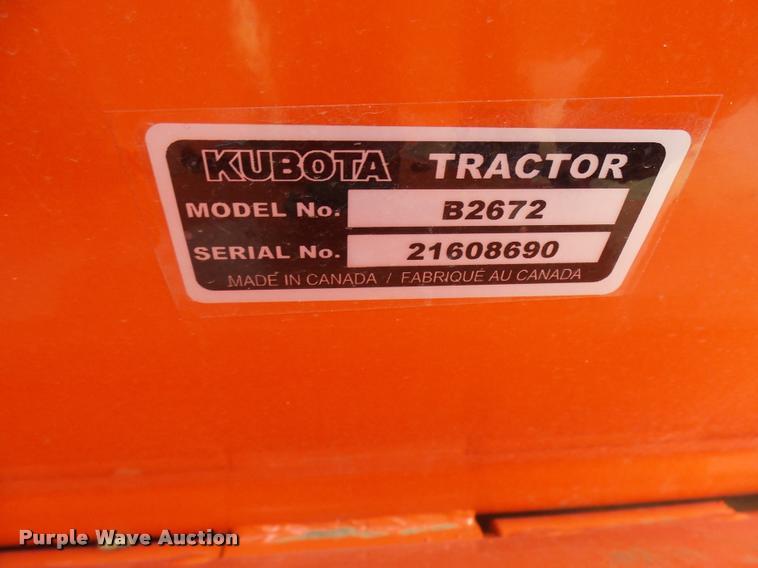 KUBOTA TRACTOR
MODEL No. B2672
SERIAL No. 21608690
MADE IN CANADA / FABRIQUÉ AU CANADA
Purple Wave Auction